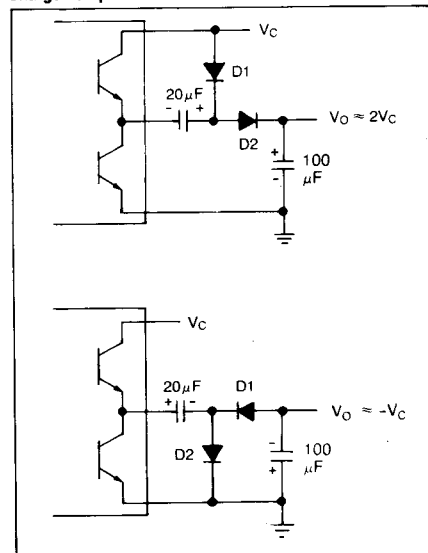 VC
D1
20μF
- +
D2
VO ≈ 2VC
+
100
μF
-
VC
20μF
D1
+ -
VO ≈ -VC
D2
-
100
μF
+